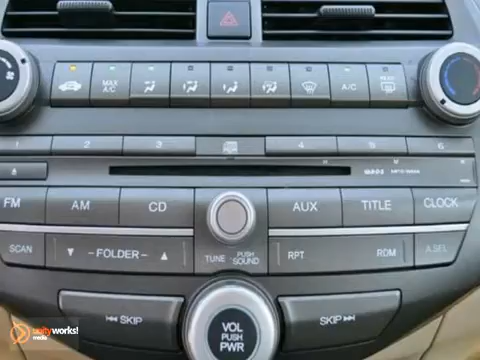 MAX A/C
A/C
1 2 3 4 5 6
FM AM CD AUX TITLE CLOCK
SCAN FOLDER TUNE PUSH SOUND RPT RDM A.SEL
SKIP VOL PUSH PWR SKIP
unityworks!
media